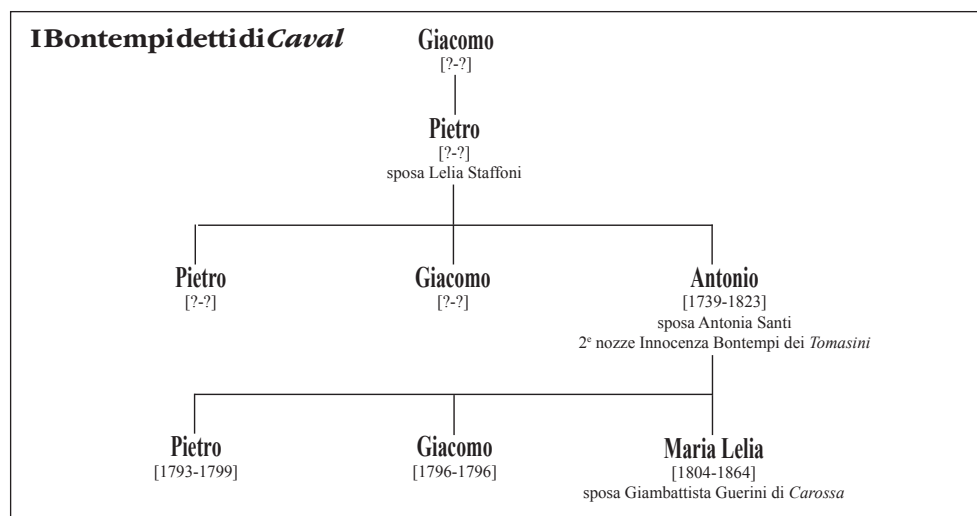 I Bontempi detti di Caval
Giacomo
[?-?]
Pietro
[?-?]
sposa Lelia Staffoni
Pietro
[?-?]
Giacomo
[?-?]
Antonio
[1739-1823]
sposa Antonia Santi
2ᵉ nozze Innocenza Bontempi dei Tomasini
Pietro
[1793-1799]
Giacomo
[1796-1796]
Maria Lelia
[1804-1864]
sposa Giambattista Guerini di Carossa